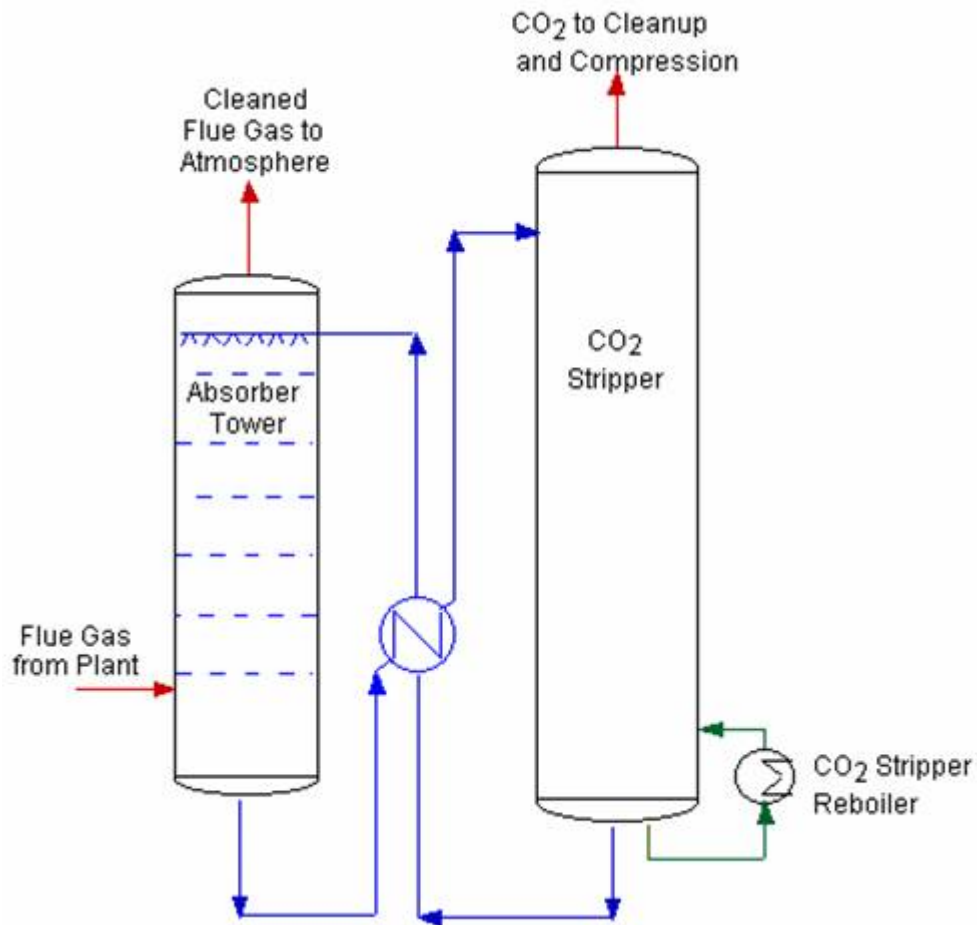 CO2 to Cleanup
and Compression
Cleaned
Flue Gas to
Atmosphere
CO2
Stripper
Absorber
Tower
Flue Gas
from Plant
CO2 Stripper
Reboiler